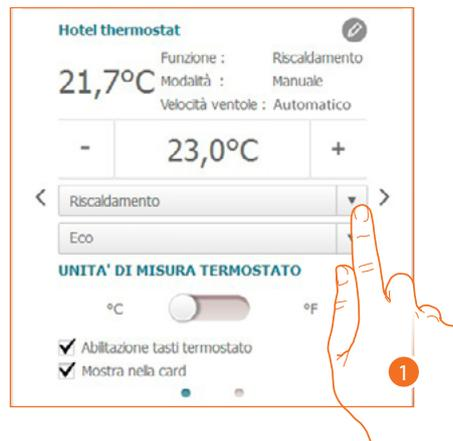 Hotel thermostat
21,7°C
Funzione : Riscaldamento
Modalità : Manuale
Velocità ventole : Automatico
- 23,0°C +
Riscaldamento
Eco
UNITA' DI MISURA TERMOSTATO
°C °F
Abilitazione tasti termostato
Mostra nella card
1